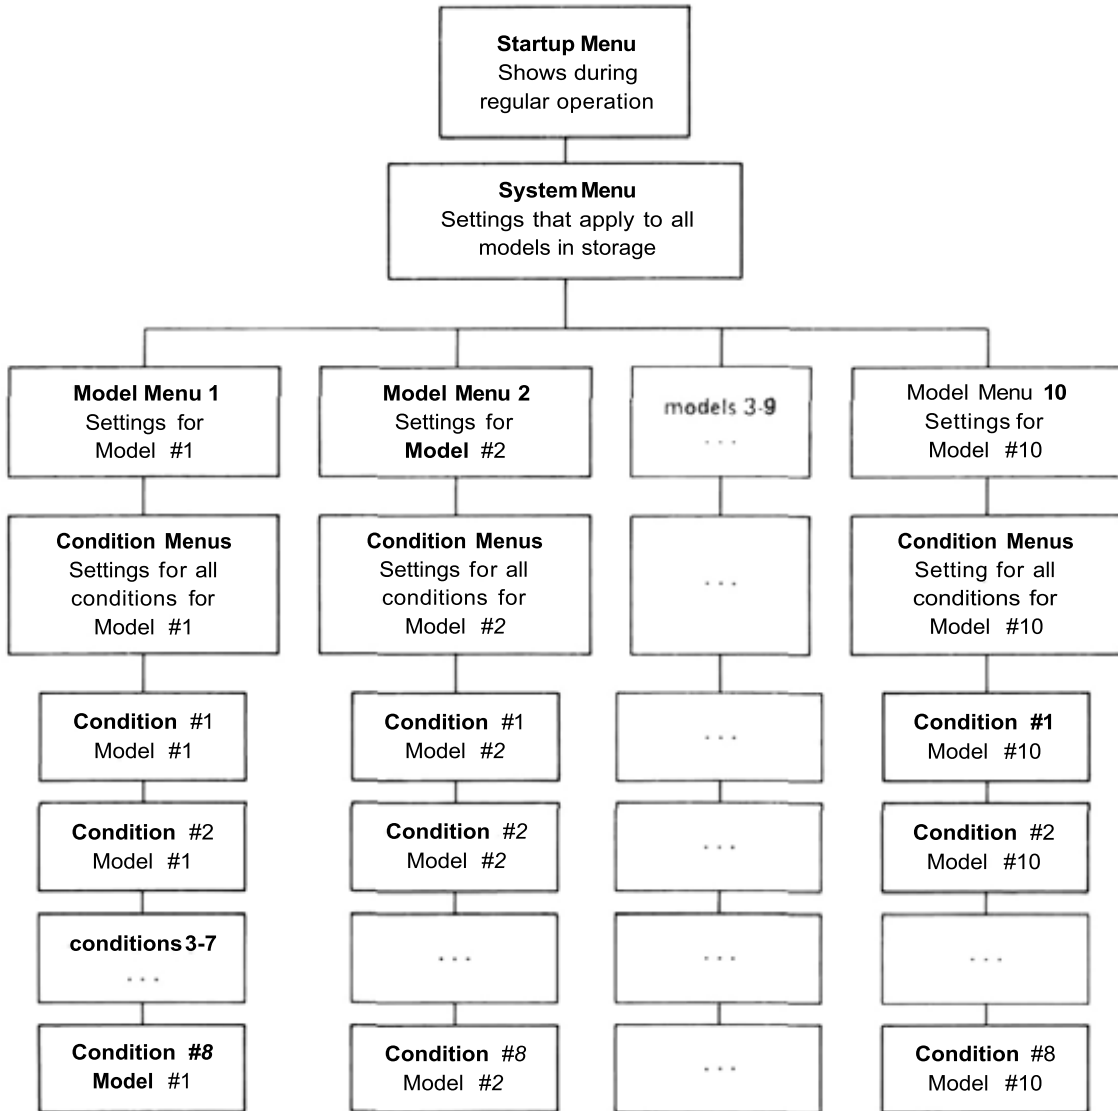 Startup Menu
Shows during
regular operation
System Menu
Settings that apply to all
models in storage
Model Menu 1
Settings for
Model #1
Model Menu 2
Settings for
Model #2
models 3-9
...
Model Menu 10
Settings for
Model #10
Condition Menus
Settings for all
conditions for
Model #1
Condition Menus
Settings for all
conditions for
Model #2
...
Condition Menus
Setting for all
conditions for
Model #10
Condition #1
Model #1
Condition #1
Model #2
...
Condition #1
Model #10
Condition #2
Model #1
Condition #2
Model #2
...
Condition #2
Model #10
conditions 3-7
...
...
...
...
Condition #8
Model #1
Condition #8
Model #2
...
Condition #8
Model #10